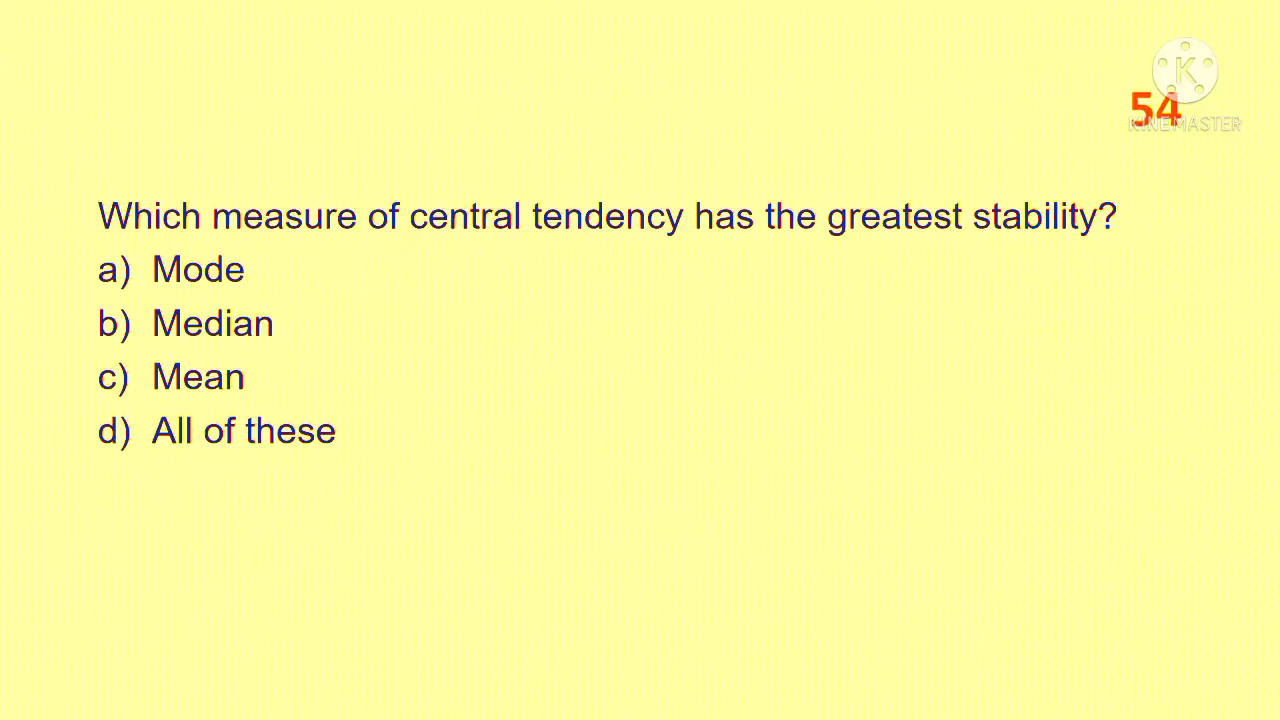 K
54
KINEMASTER
Which measure of central tendency has the greatest stability?
a) Mode
b) Median
c) Mean
d) All of these